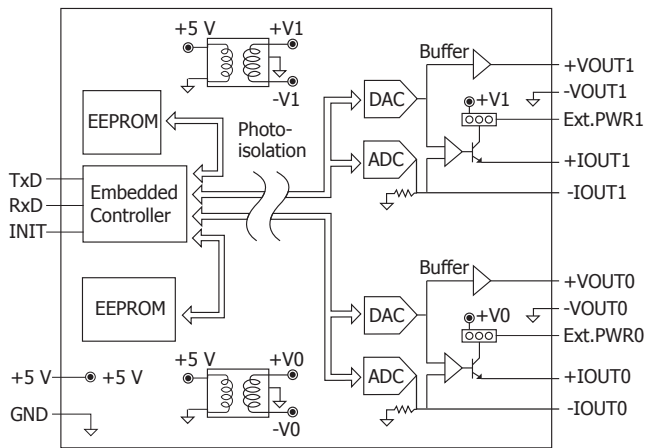 +5 V
+V1
-V1
Buffer
+VOUT1
-VOUT1
DAC
+V1
Ext.PWR1
EEPROM
Photo-
isolation
ADC
+IOUT1
TxD
RxD
INIT
Embedded
Controller
-IOUT1
Buffer
+VOUT0
-VOUT0
EEPROM
DAC
+V0
Ext.PWR0
+5 V
+V0
-V0
ADC
+IOUT0
-IOUT0
+5 V
+5 V
GND